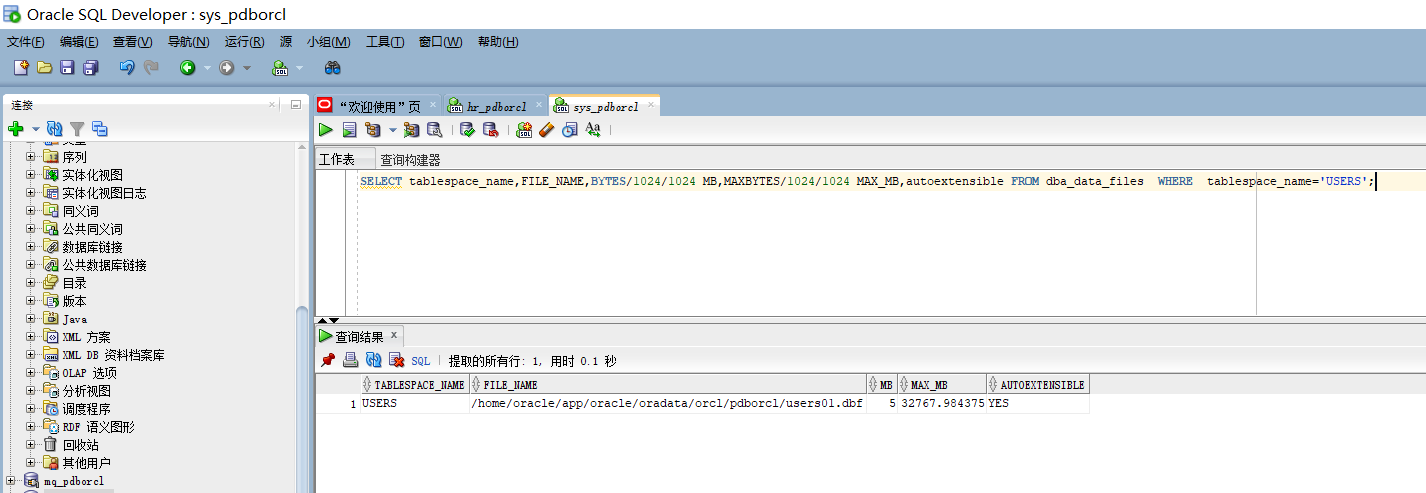 Oracle SQL Developer : sys_pdborcl
文件(F) 编辑(E) 查看(V) 导航(N) 运行(R) 源 小组(M) 工具(T) 窗口(W) 帮助(H)
连接
“欢迎使用”页 hr_pdborcl sys_pdborcl
类型
序列
实体化视图
实体化视图日志
同义词
公共同义词
数据库链接
公共数据库链接
目录
版本
Java
XML 方案
XML DB 资料档案库
OLAP 选项
分析视图
调度程序
RDF 语义图形
回收站
其他用户
mq_pdborcl
工作表 查询构建器
SELECT tablespace_name,FILE_NAME,BYTES/1024/1024 MB,MAXBYTES/1024/1024 MAX_MB,autoextensible FROM dba_data_files  WHERE  tablespace_name='USERS';
查询结果
SQL 提取的所有行: 1, 用时 0.1 秒
TABLESPACE_NAME FILE_NAME MB MAX_MB AUTOEXTENSIBLE
1 USERS /home/oracle/app/oracle/oradata/orcl/pdborcl/users01.dbf 5 32767.984375 YES